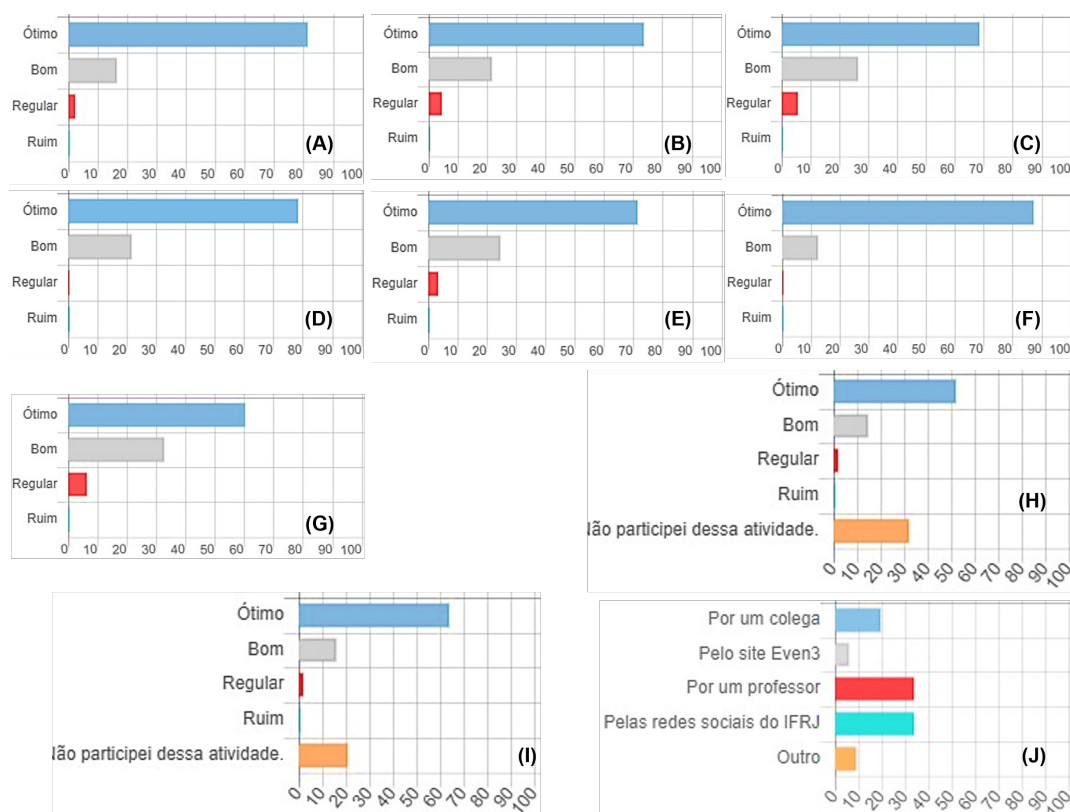 Ótimo
Bom
Regular
Ruim
(A)
0 10 20 30 40 50 60 70 80 90 100
Ótimo
Bom
Regular
Ruim
(B)
0 10 20 30 40 50 60 70 80 90 100
Ótimo
Bom
Regular
Ruim
(C)
0 10 20 30 40 50 60 70 80 90 100
Ótimo
Bom
Regular
Ruim
(D)
0 10 20 30 40 50 60 70 80 90 100
Ótimo
Bom
Regular
Ruim
(E)
0 10 20 30 40 50 60 70 80 90 100
Ótimo
Bom
Regular
Ruim
(F)
0 10 20 30 40 50 60 70 80 90 100
Ótimo
Bom
Regular
Ruim
(G)
0 10 20 30 40 50 60 70 80 90 100
Ótimo
Bom
Regular
Ruim
(H)
Não participei dessa atividade.
0 10 20 30 40 50 60 70 80 90 100
Ótimo
Bom
Regular
Ruim
Não participei dessa atividade.
(I)
0 10 20 30 40 50 60 70 80 90 100
Por um colega
Pelo site Even3
Por um professor
Pelas redes sociais do IFRJ
Outro
(J)
0 10 20 30 40 50 60 70 80 90 100